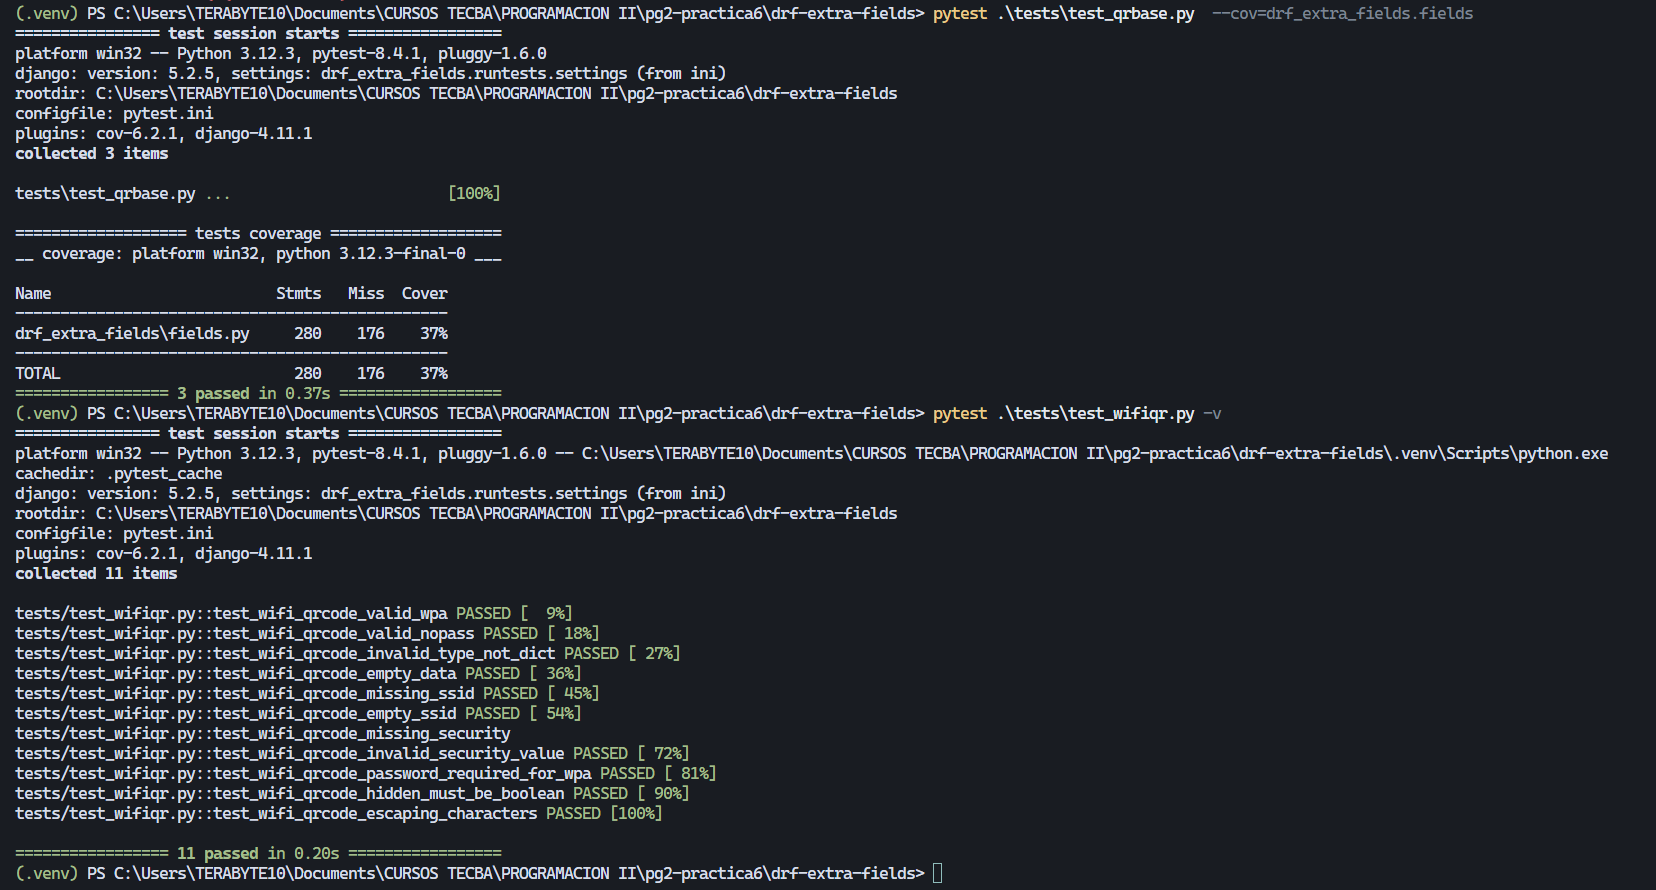 (.venv) PS C:\Users\TERABYTE10\Documents\CURSOS TECBA\PROGRAMACION II\pg2-practica6\drf-extra-fields> pytest .\tests\test_qrbase.py  --cov=drf_extra_fields.fields
================ test session starts =================
platform win32 -- Python 3.12.3, pytest-8.4.1, pluggy-1.6.0
django: version: 5.2.5, settings: drf_extra_fields.runtests.settings (from ini)
rootdir: C:\Users\TERABYTE10\Documents\CURSOS TECBA\PROGRAMACION II\pg2-practica6\drf-extra-fields
configfile: pytest.ini
plugins: cov-6.2.1, django-4.11.1
collected 3 items
tests\test_qrbase.py ...                        [100%]
=================== tests coverage ===================
__ coverage: platform win32, python 3.12.3-final-0 ___
Name                         Stmts   Miss  Cover
------------------------------------------------
drf_extra_fields\fields.py     280    176    37%
------------------------------------------------
TOTAL                          280    176    37%
================= 3 passed in 0.37s ==================
(.venv) PS C:\Users\TERABYTE10\Documents\CURSOS TECBA\PROGRAMACION II\pg2-practica6\drf-extra-fields> pytest .\tests\test_wifiqr.py -v
================ test session starts =================
platform win32 -- Python 3.12.3, pytest-8.4.1, pluggy-1.6.0 -- C:\Users\TERABYTE10\Documents\CURSOS TECBA\PROGRAMACION II\pg2-practica6\drf-extra-fields\.venv\Scripts\python.exe
cachedir: .pytest_cache
django: version: 5.2.5, settings: drf_extra_fields.runtests.settings (from ini)
rootdir: C:\Users\TERABYTE10\Documents\CURSOS TECBA\PROGRAMACION II\pg2-practica6\drf-extra-fields
configfile: pytest.ini
plugins: cov-6.2.1, django-4.11.1
collected 11 items
tests/test_wifiqr.py::test_wifi_qrcode_valid_wpa PASSED [  9%]
tests/test_wifiqr.py::test_wifi_qrcode_valid_nopass PASSED [ 18%]
tests/test_wifiqr.py::test_wifi_qrcode_invalid_type_not_dict PASSED [ 27%]
tests/test_wifiqr.py::test_wifi_qrcode_empty_data PASSED [ 36%]
tests/test_wifiqr.py::test_wifi_qrcode_missing_ssid PASSED [ 45%]
tests/test_wifiqr.py::test_wifi_qrcode_empty_ssid PASSED [ 54%]
tests/test_wifiqr.py::test_wifi_qrcode_missing_security
tests/test_wifiqr.py::test_wifi_qrcode_invalid_security_value PASSED [ 72%]
tests/test_wifiqr.py::test_wifi_qrcode_password_required_for_wpa PASSED [ 81%]
tests/test_wifiqr.py::test_wifi_qrcode_hidden_must_be_boolean PASSED [ 90%]
tests/test_wifiqr.py::test_wifi_qrcode_escaping_characters PASSED [100%]
================= 11 passed in 0.20s =================
(.venv) PS C:\Users\TERABYTE10\Documents\CURSOS TECBA\PROGRAMACION II\pg2-practica6\drf-extra-fields>